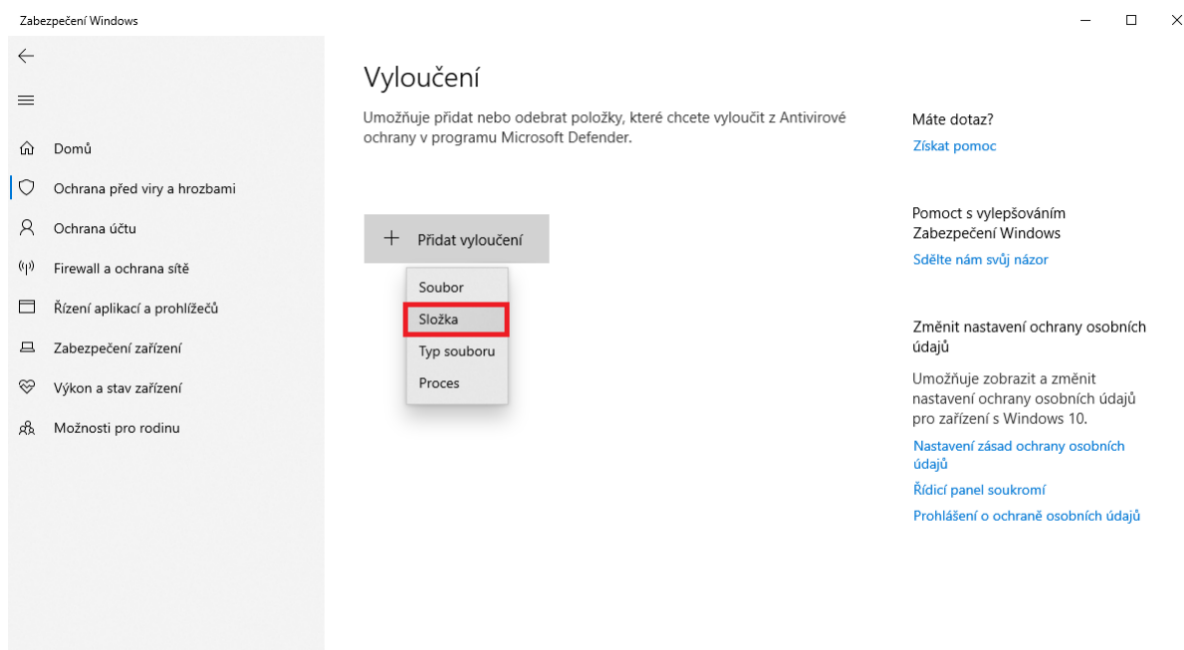 Zabezpečení Windows
Domů
Ochrana před viry a hrozbami
Ochrana účtu
Firewall a ochrana sítě
Řízení aplikací a prohlížečů
Zabezpečení zařízení
Výkon a stav zařízení
Možnosti pro rodinu
Vyloučení
Umožňuje přidat nebo odebrat položky, které chcete vyloučit z Antivirové
ochrany v programu Microsoft Defender.
Přidat vyloučení
Soubor
Složka
Typ souboru
Proces
Máte dotaz?
Získat pomoc
Pomoct s vylepšováním
Zabezpečení Windows
Sdělte nám svůj názor
Změnit nastavení ochrany osobních
údajů
Umožňuje zobrazit a změnit
nastavení ochrany osobních údajů
pro zařízení s Windows 10.
Nastavení zásad ochrany osobních
údajů
Řídicí panel soukromí
Prohlášení o ochraně osobních údajů